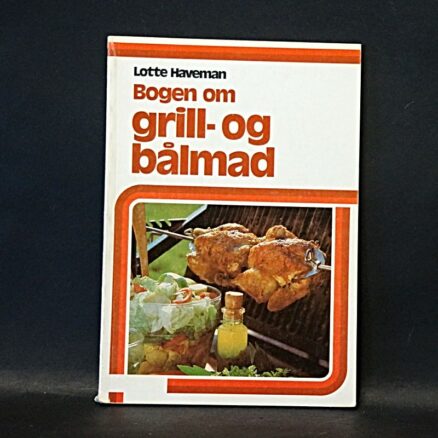 Lotte Haveman
Bogen om
grill- og
bålmad